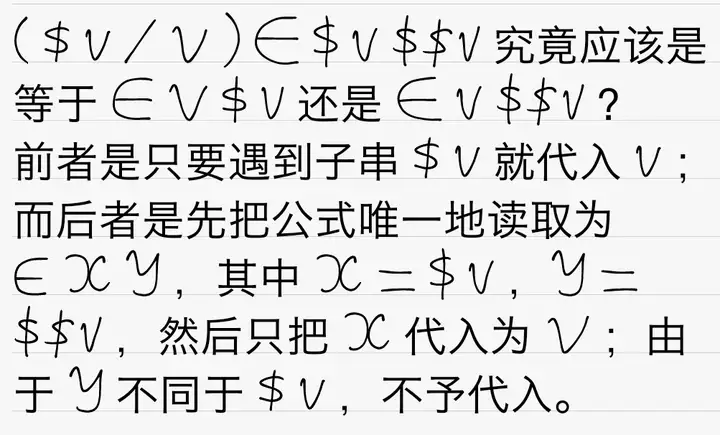 ($v/v)∈$v$$v 究竟应该是
等于 ∈v$v 还是 ∈v$$v?
前者是只要遇到子串 $v 就代入 v;
而后者是先把公式唯一地读取为
∈xy, 其中 x=$v, y=
$$v, 然后只把 x 代入为 v; 由
于 y 不同于 $v, 不予代入。